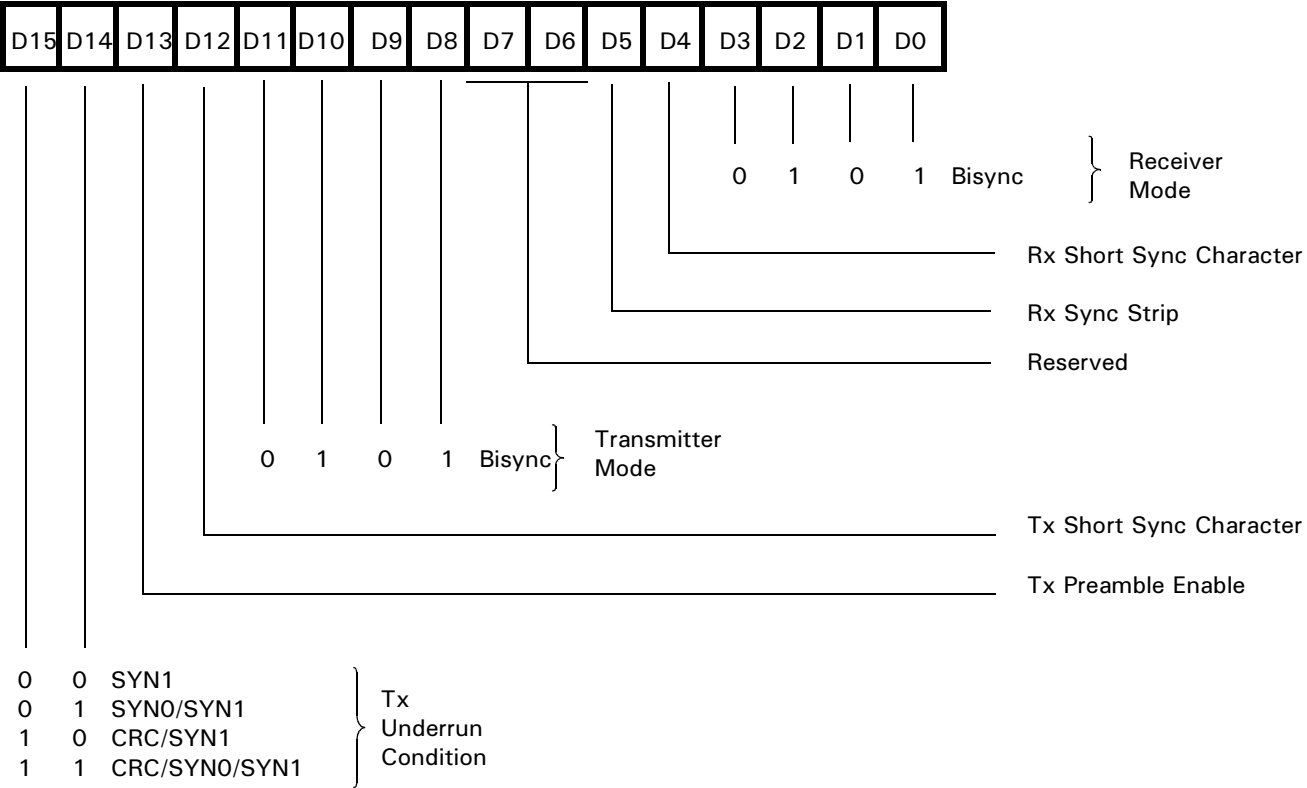 D15 D14 D13 D12 D11 D10 D9 D8 D7 D6 D5 D4 D3 D2 D1 D0
0 1 0 1 Bisync
Receiver
Mode
Rx Short Sync Character
Rx Sync Strip
Reserved
0 1 0 1 Bisync
Transmitter
Mode
Tx Short Sync Character
Tx Preamble Enable
0 0 SYN1
0 1 SYN0/SYN1
1 0 CRC/SYN1
1 1 CRC/SYN0/SYN1
Tx
Underrun
Condition